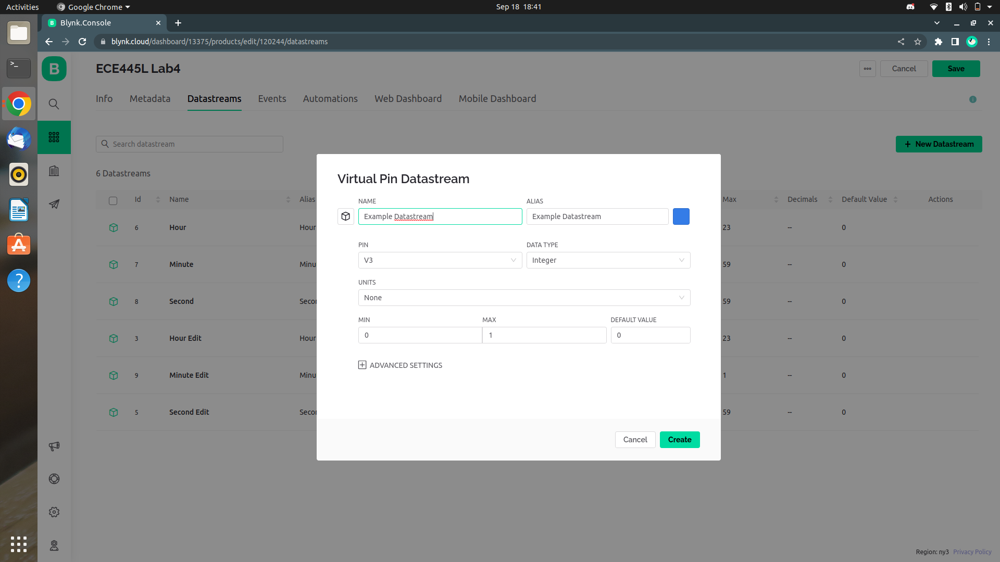 Activities Google Chrome Sep 18 18:41
B Blynk.Console
blynk.cloud/dashboard/13375/products/edit/120244/datastreams
B ECE445L Lab4 Cancel Save
Info Metadata Datastreams Events Automations Web Dashboard Mobile Dashboard
Search datastream + New Datastream
6 Datastreams
Id Name Alias Max Decimals Default Value Actions
6 Hour Hour 23 -- 0
7 Minute Minu 59 -- 0
8 Second Secon 59 -- 0
3 Hour Edit Hour 23 -- 0
9 Minute Edit Minu 1 -- 0
5 Second Edit Secon 59 -- 0
Virtual Pin Datastream
NAME ALIAS
Example Datastream Example Datastream
PIN DATA TYPE
V3 Integer
UNITS
None
MIN MAX DEFAULT VALUE
0 1 0
ADVANCED SETTINGS
Cancel Create
Region: ny3 Privacy Policy